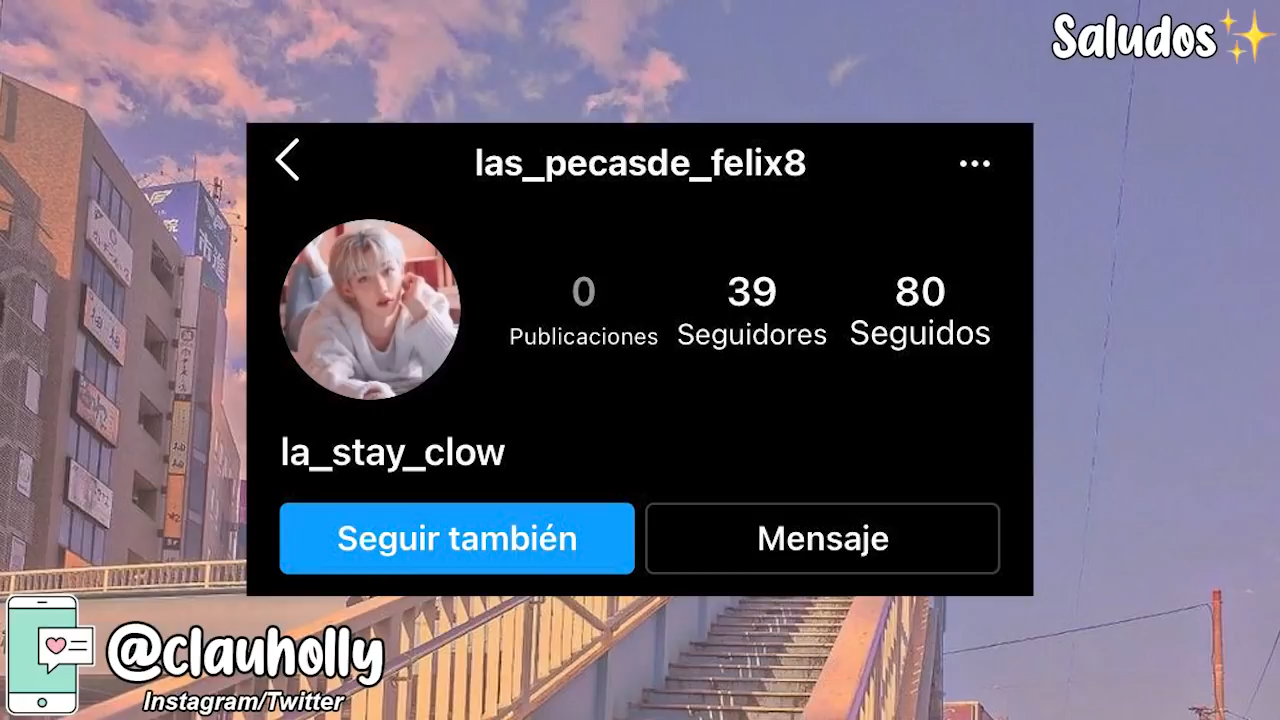 Saludos
las_pecasde_felix8
0
39
80
Publicaciones
Seguidores
Seguidos
la_stay_clow
Seguir también
Mensaje
@clauholly
Instagram/Twitter